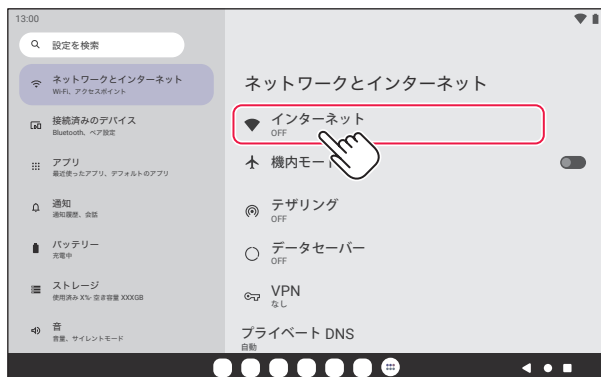 13:00
設定を検索
ネットワークとインターネット
Wi-Fi、アクセスポイント
接続済みのデバイス
Bluetooth、ペア設定
アプリ
最近使ったアプリ、デフォルトのアプリ
通知
通知履歴、会話
バッテリー
充電中
ストレージ
使用済み X%- 空き容量 XXXGB
音
音量、サイレントモード
ネットワークとインターネット
インターネット
OFF
機内モード
テザリング
OFF
データセーバー
OFF
VPN
なし
プライベート DNS
自動